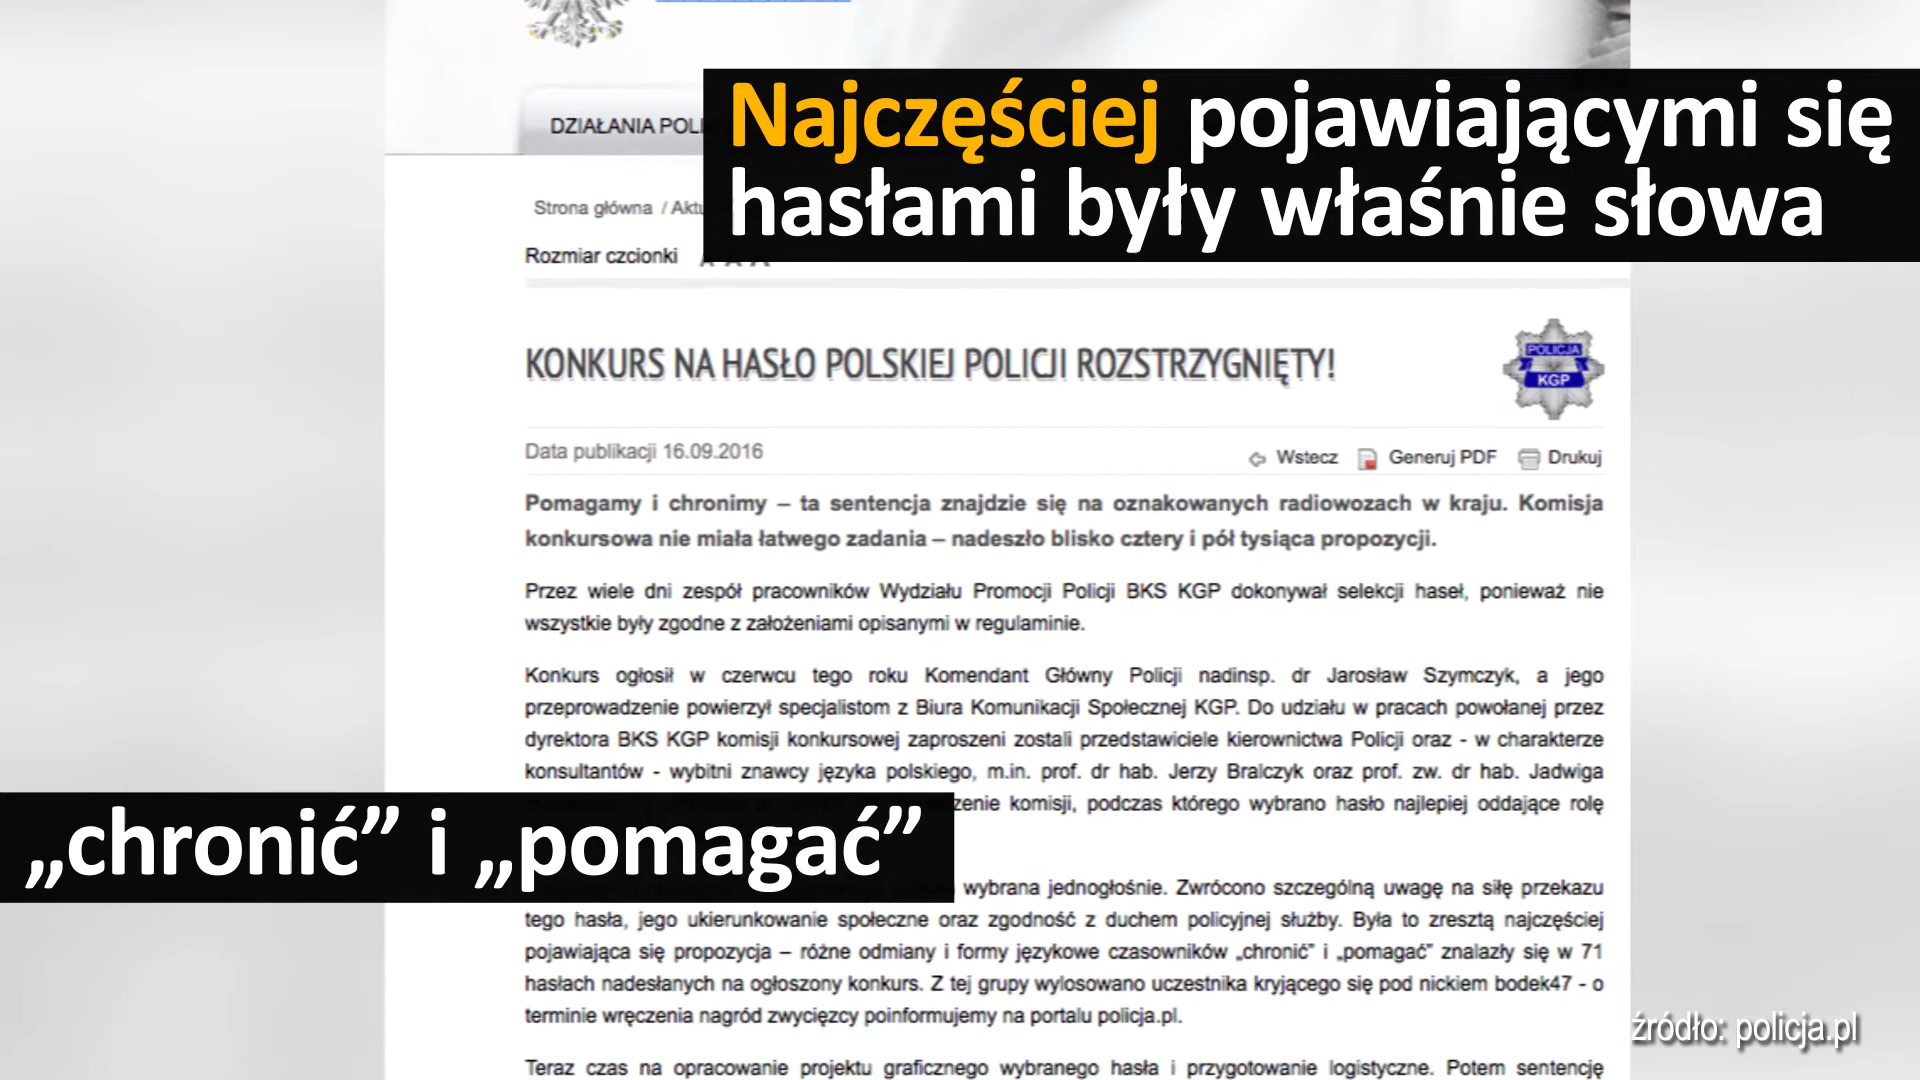 DZIAŁANIA
Najczęściej pojawiającymi się
hasłami były właśnie słowa
Strona główna /
Rozmiar czcionki
KONKURS NA HASŁO POLSKIEJ POLICJI ROZSTRZYGNIĘTY!
POLICJA
KGP
Data publikacji 16.09.2016
Wstecz Generuj PDF Drukuj
Pomagamy i chronimy – ta sentencja znajdzie się na oznakowanych radiowozach w kraju. Komisja
konkursowa nie miała łatwego zadania – nadeszło blisko cztery i pół tysiąca propozycji.
Przez wiele dni zespół pracowników Wydziału Promocji Policji BKS KGP dokonywał selekcji haseł, ponieważ nie
wszystkie były zgodne z założeniami opisanymi w regulaminie.
Konkurs ogłosił w czerwcu tego roku Komendant Główny Policji nadinsp. dr Jarosław Szymczyk, a jego
przeprowadzenie powierzył specjalistom z Biura Komunikacji Społecznej KGP. Do udziału w pracach powołanej przez
dyrektora BKS KGP komisji konkursowej zaproszeni zostali przedstawiciele kierownictwa Policji oraz - w charakterze
konsultantów - wybitni znawcy języka polskiego, m.in. prof. dr hab. Jerzy Bralczyk oraz prof. zw. dr hab. Jadwiga
komisji, podczas którego wybrano hasło najlepiej oddające rolę
„chronić” i „pomagać”
wybrana jednogłośnie. Zwrócono szczególną uwagę na siłę przekazu
tego hasła, jego ukierunkowanie społeczne oraz zgodność z duchem policyjnej służby. Była to zresztą najczęściej
pojawiająca się propozycja – różne odmiany i formy językowe czasowników „chronić” i „pomagać” znalazły się w 71
hasłach nadesłanych na ogłoszony konkurs. Z tej grupy wylosowano uczestnika kryjącego się pod nickiem bodek47 - o
terminie wręczenia nagród zwycięzcy poinformujemy na portalu policja.pl.
źródło: policja.pl
Teraz czas na opracowanie projektu graficznego wybranego hasła i przygotowanie logistyczne. Potem sentencję